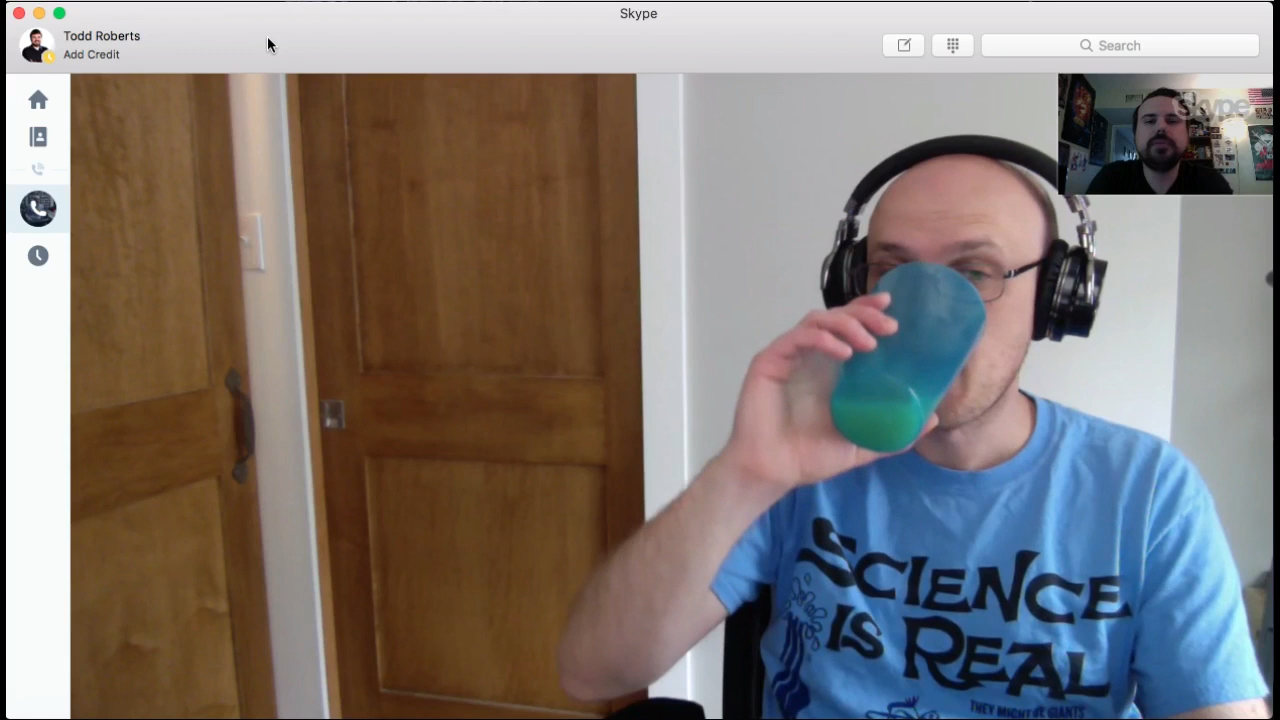 Skype
Todd Roberts
Add Credit
Search
skype
SCIENCE
IS REAL
THEY MIGHT BE GIANTS